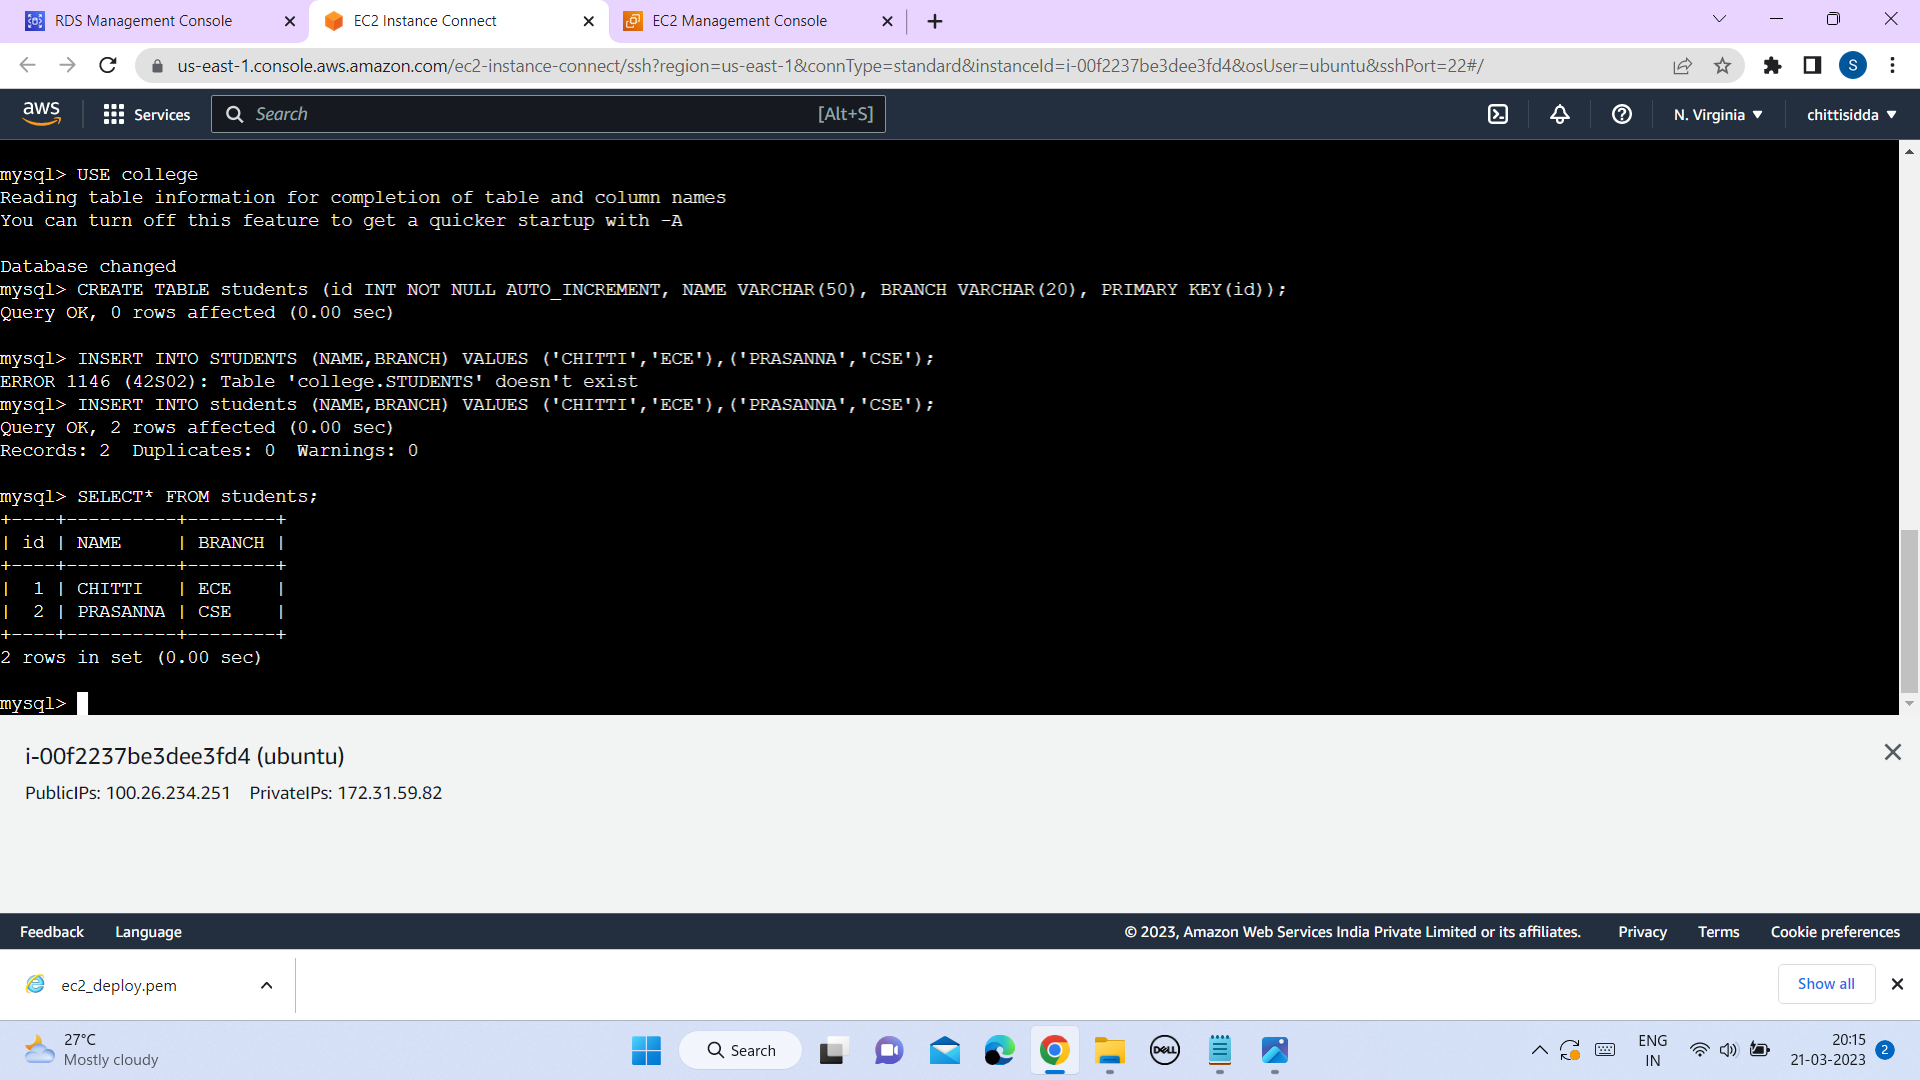 RDS Management Console
EC2 Instance Connect
EC2 Management Console
us-east-1.console.aws.amazon.com/ec2-instance-connect/ssh?region=us-east-1&connType=standard&instanceId=i-00f2237be3dee3fd4&osUser=ubuntu&sshPort=22#/
S
aws
Services
Search
[Alt+S]
N. Virginia
chittisidda
mysql> USE college
Reading table information for completion of table and column names
You can turn off this feature to get a quicker startup with -A
Database changed
mysql> CREATE TABLE students (id INT NOT NULL AUTO_INCREMENT, NAME VARCHAR(50), BRANCH VARCHAR(20), PRIMARY KEY(id));
Query OK, 0 rows affected (0.00 sec)
mysql> INSERT INTO STUDENTS (NAME,BRANCH) VALUES ('CHITTI','ECE'),('PRASANNA','CSE');
ERROR 1146 (42S02): Table 'college.STUDENTS' doesn't exist
mysql> INSERT INTO students (NAME,BRANCH) VALUES ('CHITTI','ECE'),('PRASANNA','CSE');
Query OK, 2 rows affected (0.00 sec)
Records: 2  Duplicates: 0  Warnings: 0
mysql> SELECT* FROM students;
+----+----------+--------+
| id | NAME     | BRANCH |
+----+----------+--------+
|  1 | CHITTI   | ECE    |
|  2 | PRASANNA | CSE    |
+----+----------+--------+
2 rows in set (0.00 sec)
mysql>
i-00f2237be3dee3fd4 (ubuntu)
PublicIPs: 100.26.234.251    PrivateIPs: 172.31.59.82
Feedback
Language
© 2023, Amazon Web Services India Private Limited or its affiliates.
Privacy
Terms
Cookie preferences
ec2_deploy.pem
Show all
27°C
Mostly cloudy
Search
DELL
ENG
IN
20:15
21-03-2023
2